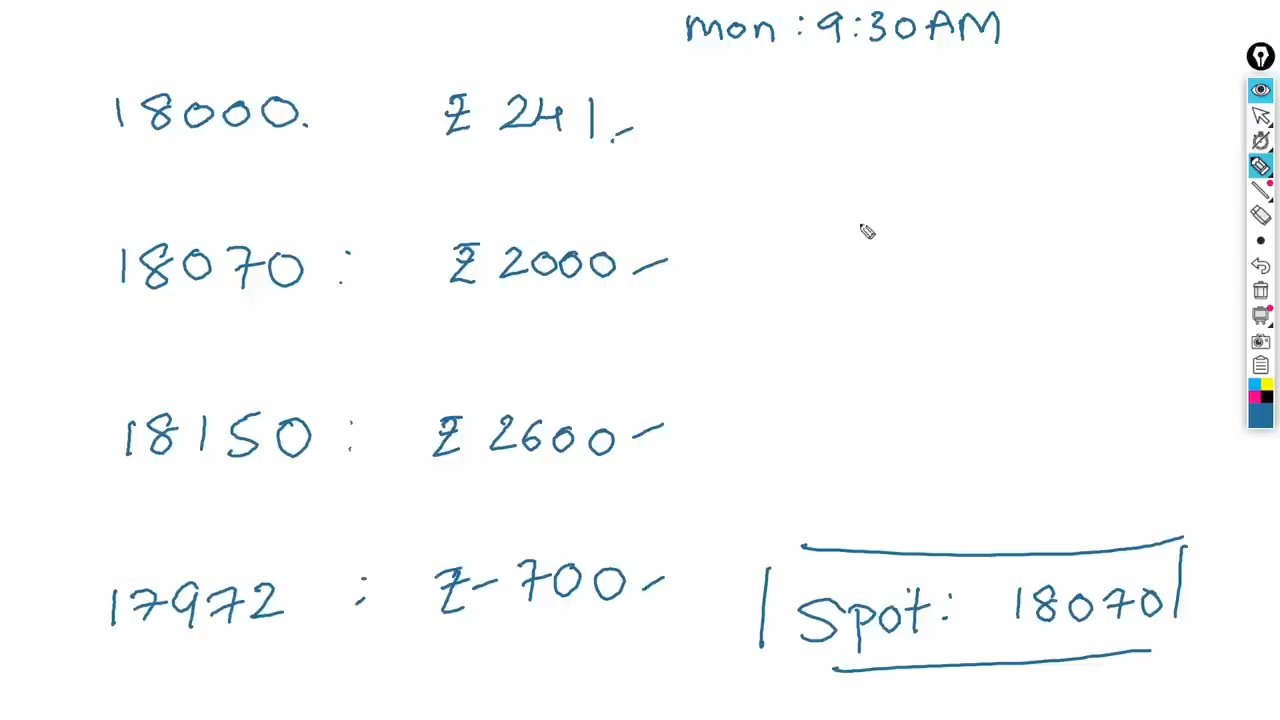 mon : 9:30AM
18000. ₹ 241.-
18070 : ₹ 2000 -
18150 : ₹ 2600 -
17972 : ₹ - 700 -
Spot: 18070